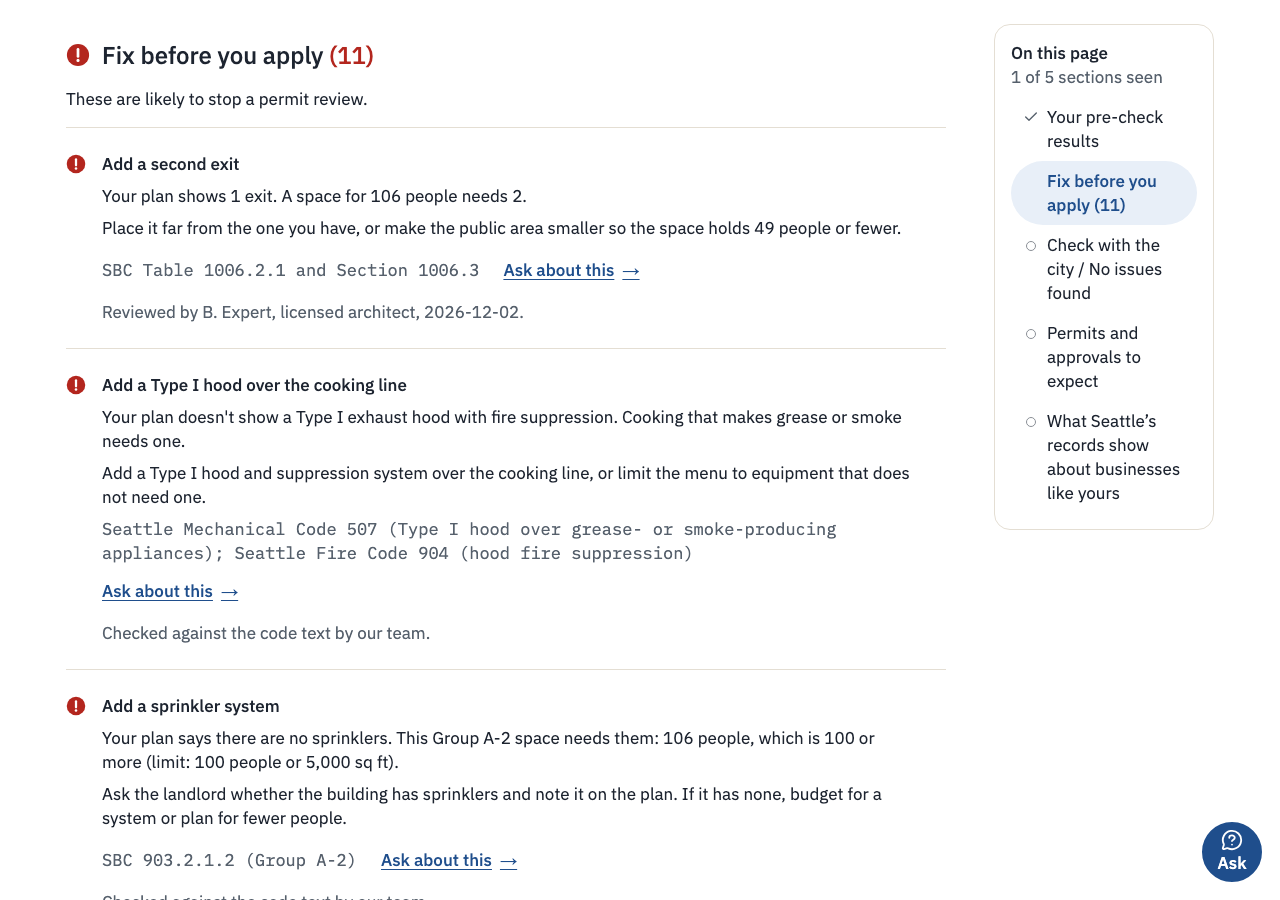 Fix before you apply (11)
These are likely to stop a permit review.
Add a second exit
Your plan shows 1 exit. A space for 106 people needs 2.
Place it far from the one you have, or make the public area smaller so the space holds 49 people or fewer.
SBC Table 1006.2.1 and Section 1006.3 Ask about this →
Reviewed by B. Expert, licensed architect, 2026-12-02.
Add a Type I hood over the cooking line
Your plan doesn't show a Type I exhaust hood with fire suppression. Cooking that makes grease or smoke
needs one.
Add a Type I hood and suppression system over the cooking line, or limit the menu to equipment that does
not need one.
Seattle Mechanical Code 507 (Type I hood over grease- or smoke-producing
appliances); Seattle Fire Code 904 (hood fire suppression)
Ask about this →
Checked against the code text by our team.
Add a sprinkler system
Your plan says there are no sprinklers. This Group A-2 space needs them: 106 people, which is 100 or
more (limit: 100 people or 5,000 sq ft).
Ask the landlord whether the building has sprinklers and note it on the plan. If it has none, budget for a
system or plan for fewer people.
SBC 903.2.1.2 (Group A-2) Ask about this →
Checked against the code text by our team.
On this page
1 of 5 sections seen
Your pre-check
results
Fix before you
apply (11)
Check with the
city / No issues
found
Permits and
approvals to
expect
What Seattle’s
records show
about businesses
like yours
Ask